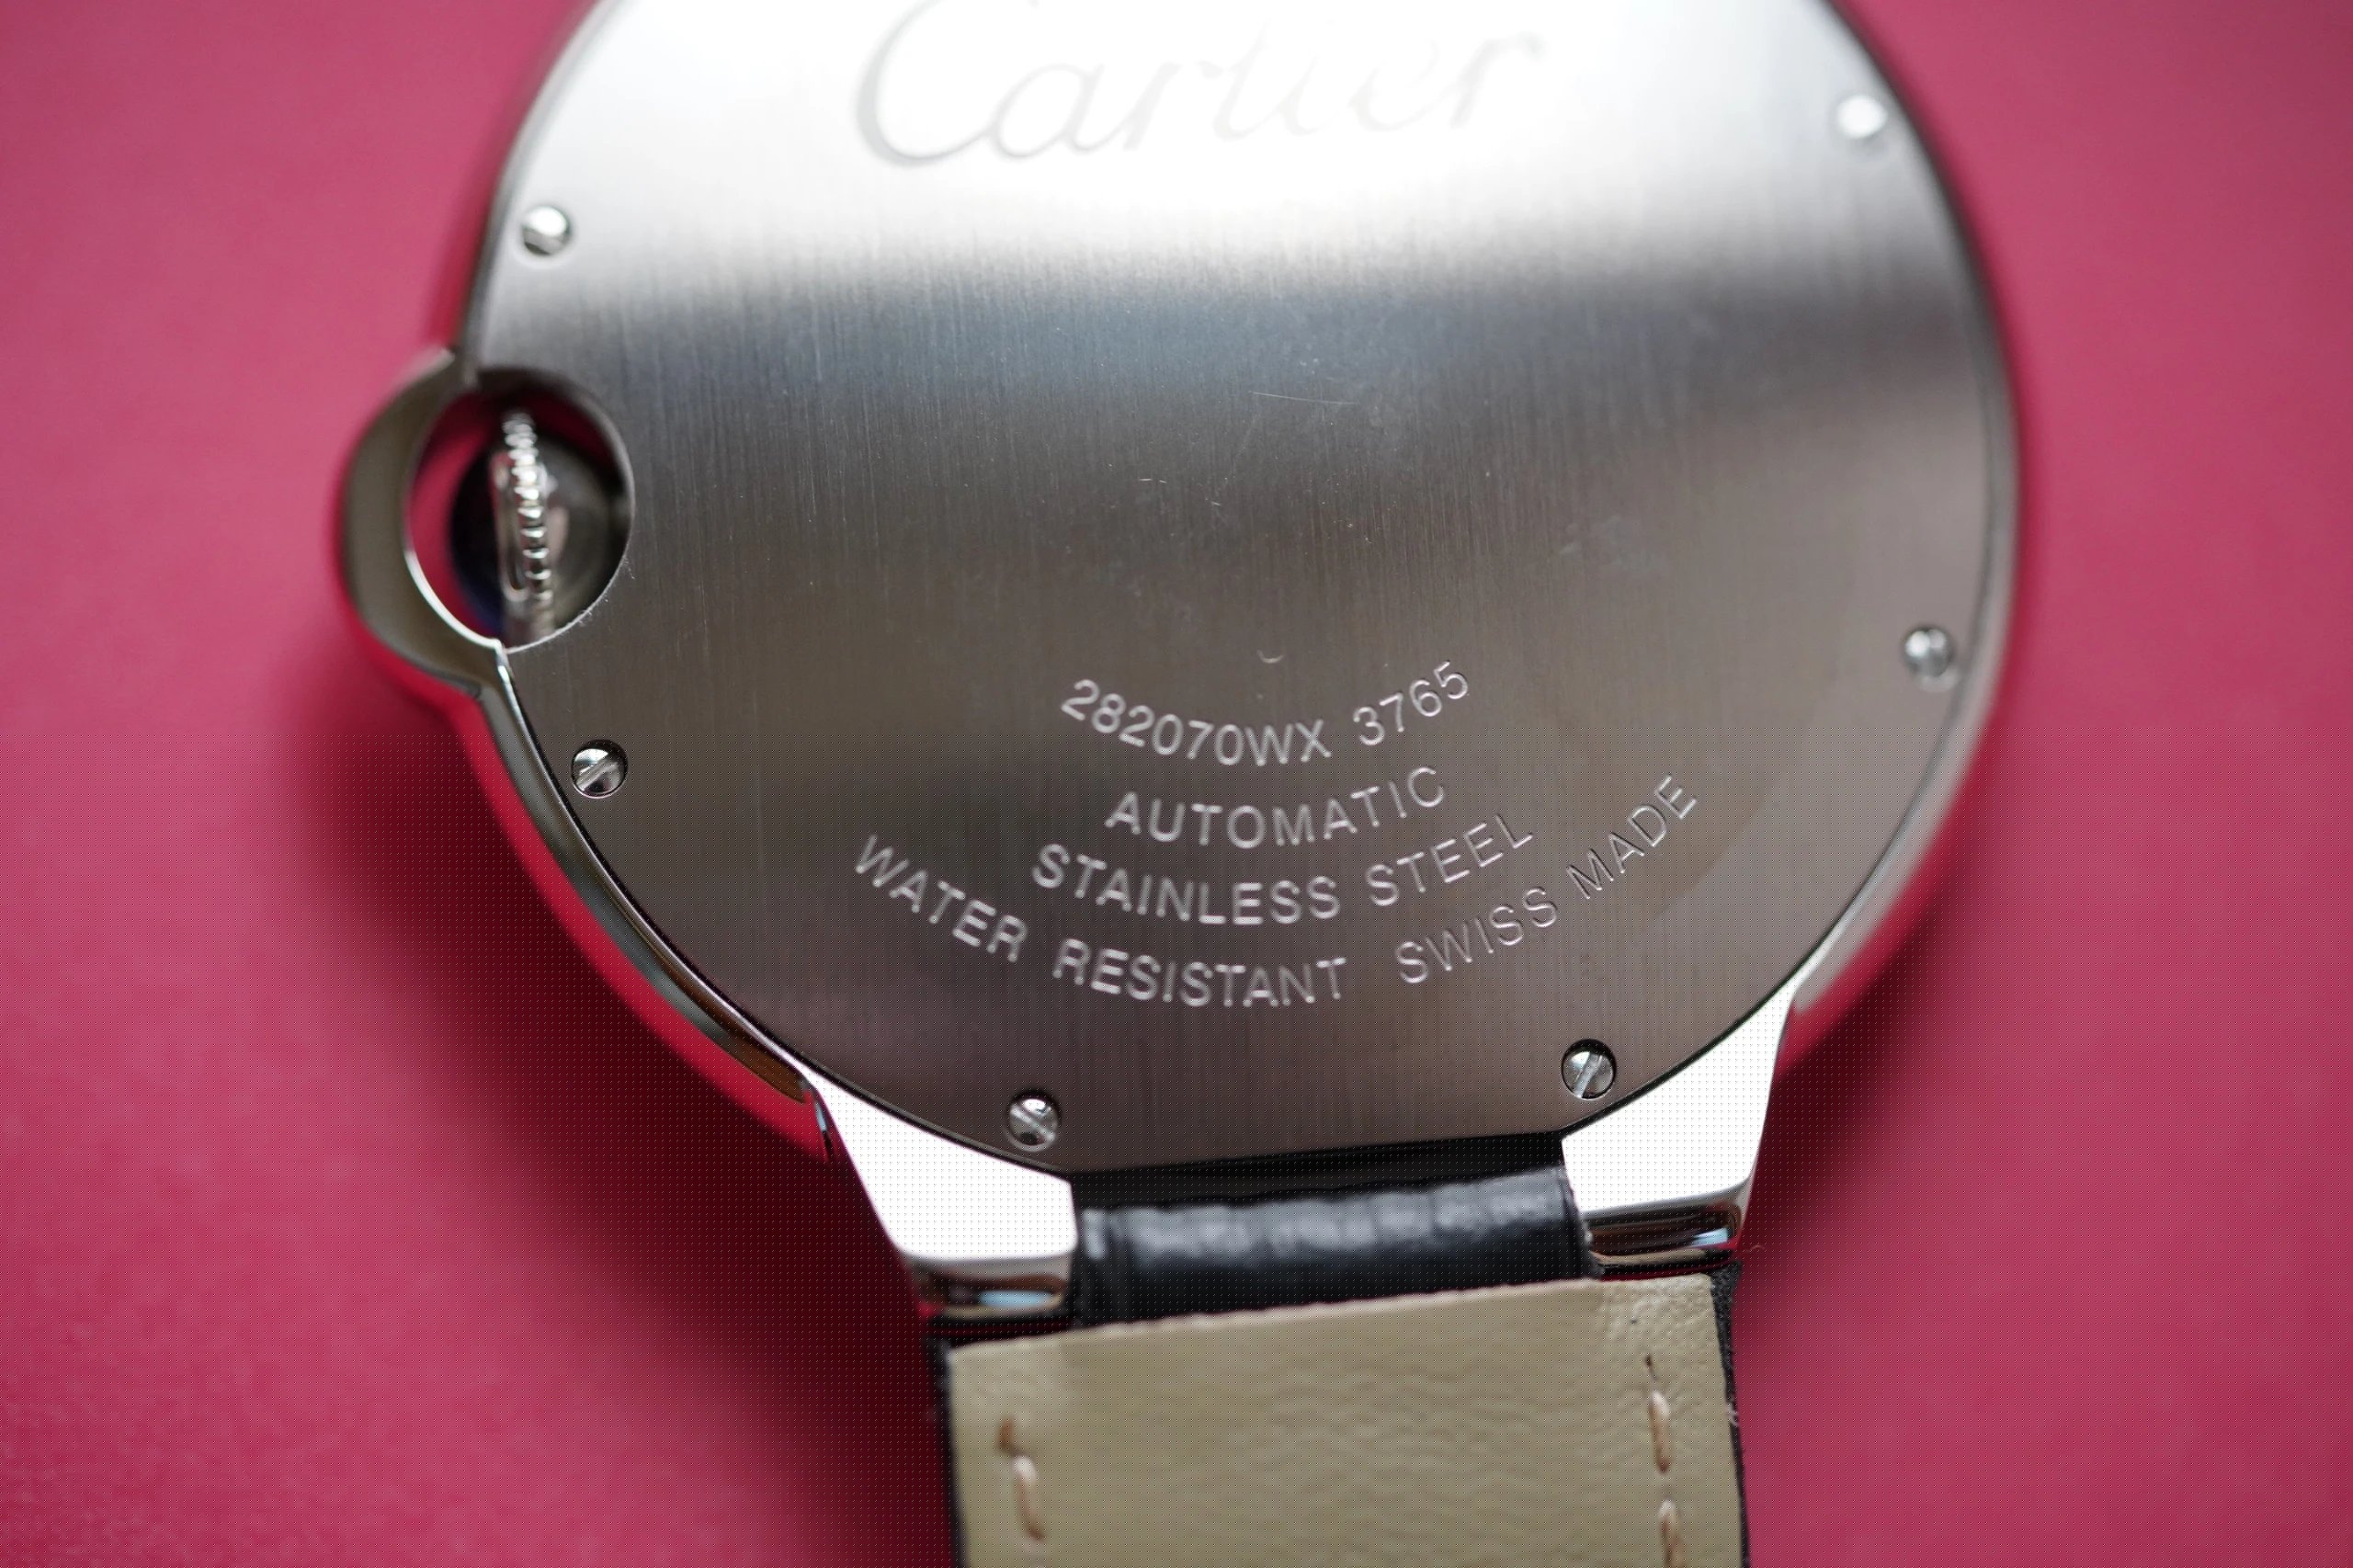 Cartier
282070WX 3765
AUTOMATIC
STAINLESS STEEL
WATER RESISTANT SWISS MADE